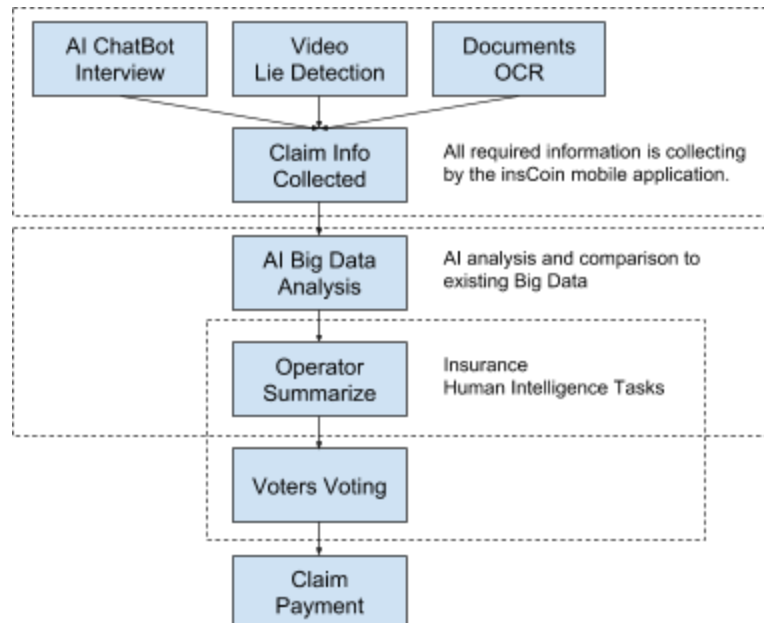 AI ChatBot
Interview
Video
Lie Detection
Documents
OCR
Claim Info
Collected
All required information is collecting
by the insCoin mobile application.
AI Big Data
Analysis
AI analysis and comparison to
existing Big Data
Operator
Summarize
Insurance
Human Intelligence Tasks
Voters Voting
Claim
Payment